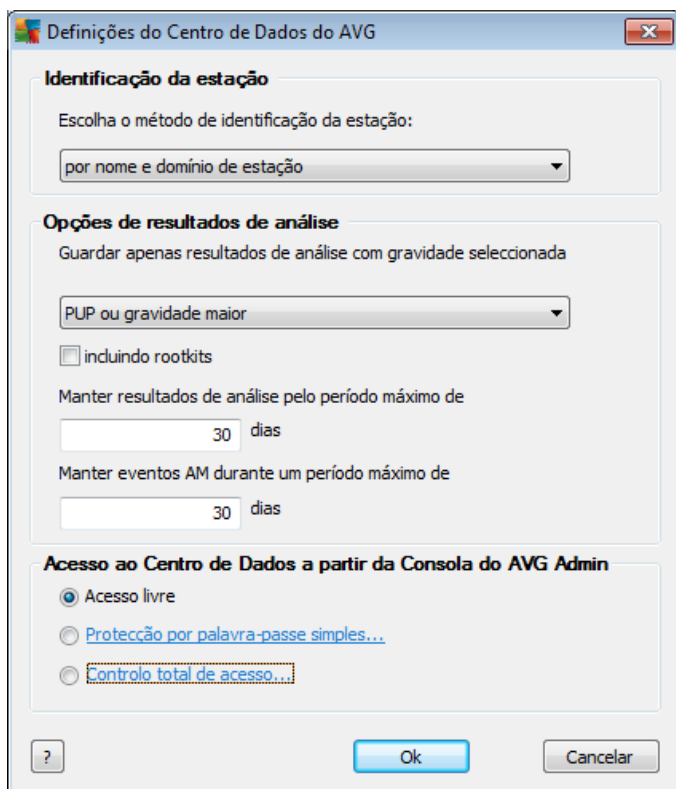 Definições do Centro de Dados do AVG
Identificação da estação
Escolha o método de identificação da estação:
por nome e domínio de estação
Opções de resultados de análise
Guardar apenas resultados de análise com gravidade seleccionada
PUP ou gravidade maior
incluindo rootkits
Manter resultados de análise pelo período máximo de
30 dias
Manter eventos AM durante um período máximo de
30 dias
Acesso ao Centro de Dados a partir da Consola do AVG Admin
Acesso livre
Protecção por palavra-passe simples...
Controlo total de acesso...
? Ok Cancelar